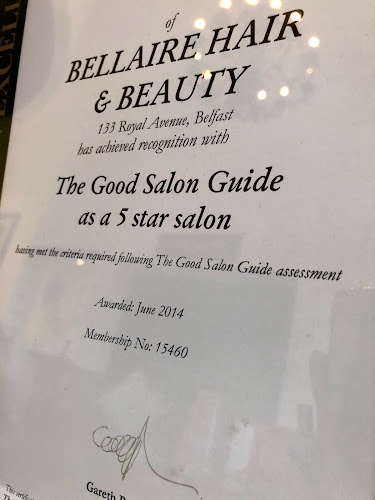 of
BELLAIRE HAIR
& BEAUTY
133 Royal Avenue, Belfast
has achieved recognition with
The Good Salon Guide
as a 5 star salon
having met the criteria required following The Good Salon Guide assessment
Awarded: June 2014
Membership No: 15460
Gareth
This